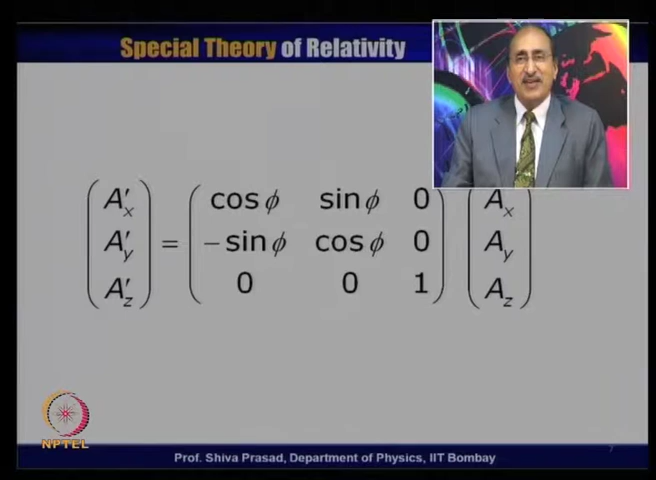 Special Theory of Relativity
A′x cos ϕ sin ϕ 0 Ax
A′y = − sin ϕ cos ϕ 0 Ay
A′z 0 0 1 Az
NPTEL
7
Prof. Shiva Prasad, Department of Physics, IIT Bombay